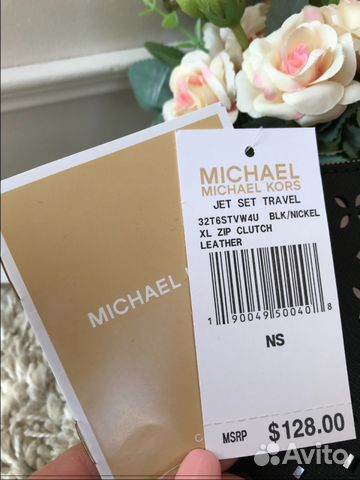 MICHAEL
MICHAEL KORS
JET SET TRAVEL
32T6STVW4U BLK/NICKEL
XL ZIP CLUTCH
LEATHER
1 90049 50040 8
NS
MSRP $128.00
MICHAEL
Avito